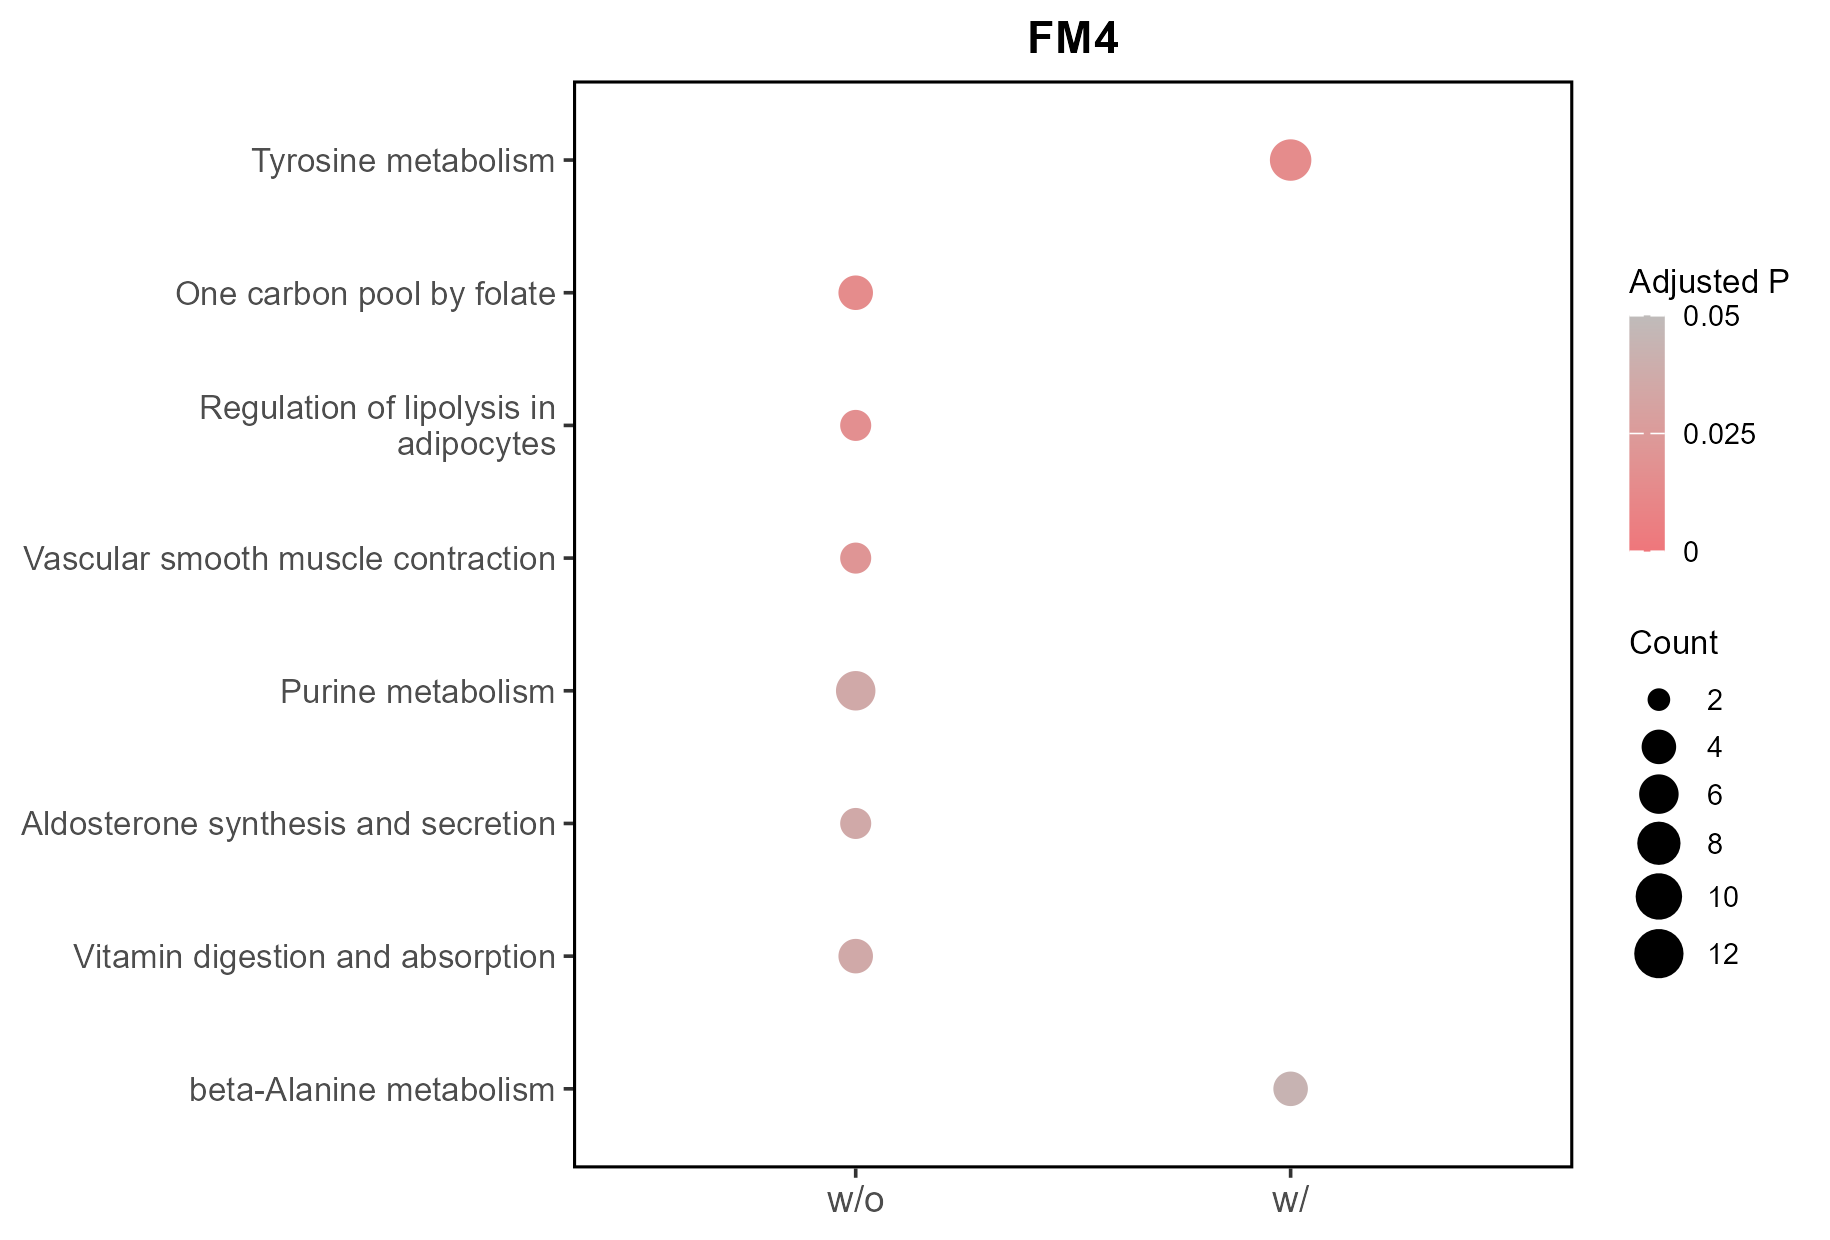 FM4
Tyrosine metabolism
One carbon pool by folate
Regulation of lipolysis in
adipocytes
Vascular smooth muscle contraction
Purine metabolism
Aldosterone synthesis and secretion
Vitamin digestion and absorption
beta-Alanine metabolism
w/o
w/
Adjusted P
0.05
0.025
0
Count
2
4
6
8
10
12